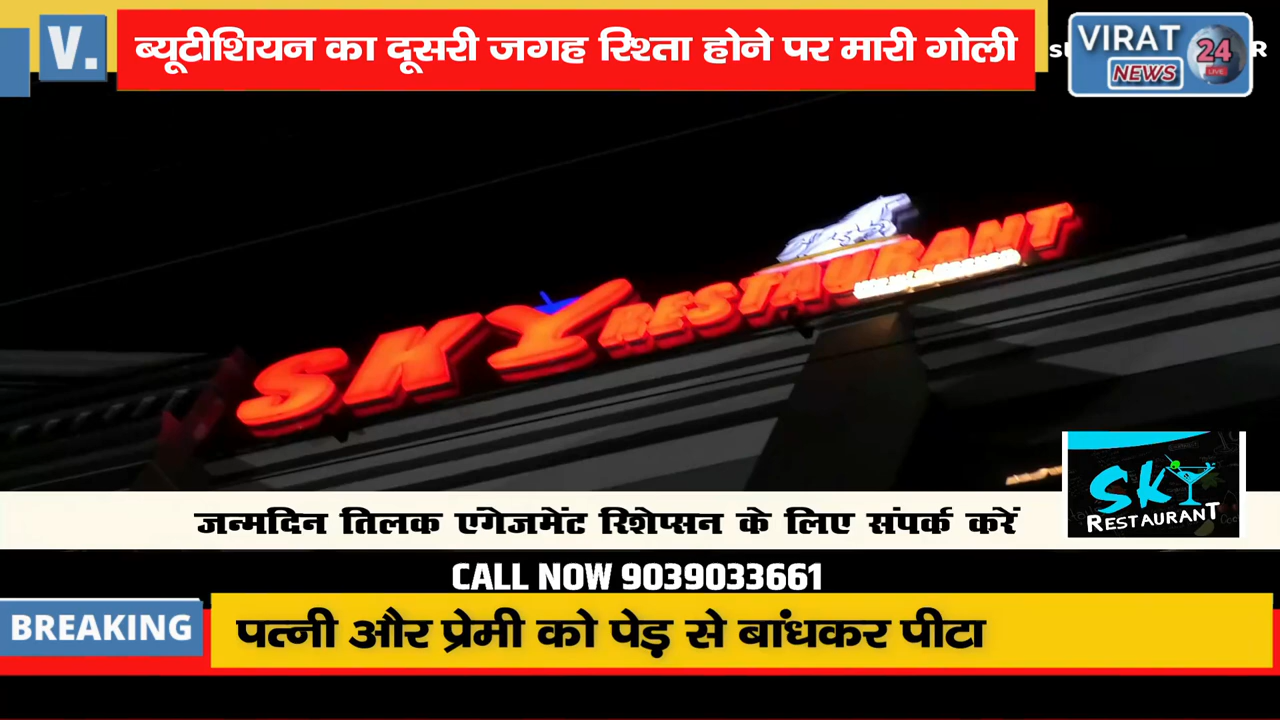 V.
ब्यूटीशियन का दूसरी जगह रिश्ता होने पर मारी गोली
VIRAT
NEWS
24
LIVE
SKY RESTAURANT
SKY
RESTAURANT
जन्मदिन तिलक एंगेजमेंट रिशेप्सन के लिए संपर्क करें
CALL NOW 9039033661
BREAKING
पत्नी और प्रेमी को पेड़ से बांधकर पीटा